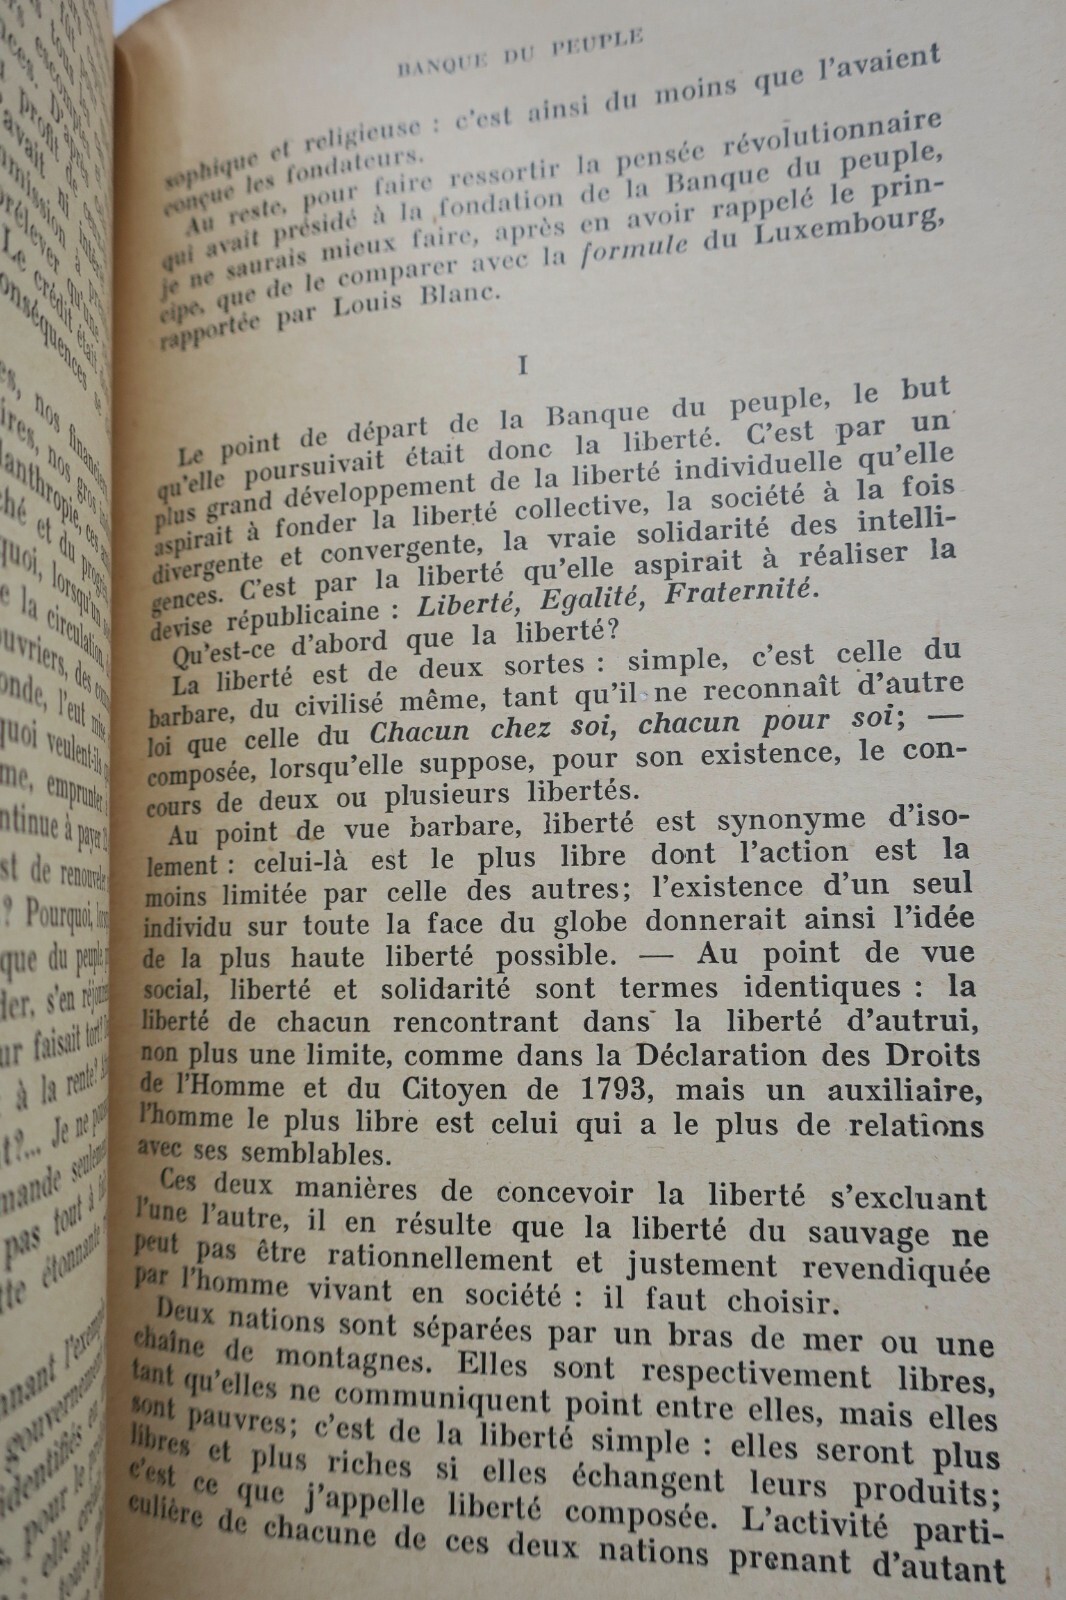 BANQUE DU PEUPLE
sophique et religieuse : c'est ainsi du moins que l'avaient
conçue les fondateurs.
Au reste, pour faire ressortir la pensée révolutionnaire
qui avait présidé à la fondation de la Banque du peuple,
je ne saurais mieux faire, après en avoir rappelé le prin-
cipe, que de le comparer avec la formule du Luxembourg,
rapportée par Louis Blanc.
I
Le point de départ de la Banque du peuple, le but
qu'elle poursuivait était donc la liberté. C'est par un
plus grand développement de la liberté individuelle qu'elle
aspirait à fonder la liberté collective, la société à la fois
divergente et convergente, la vraie solidarité des intelli-
gences. C'est par la liberté qu'elle aspirait à réaliser la
devise républicaine : Liberté, Egalité, Fraternité.
Qu'est-ce d'abord que la liberté?
La liberté est de deux sortes : simple, c'est celle du
barbare, du civilisé même, tant qu'il ne reconnaît d'autre
loi que celle du Chacun chez soi, chacun pour soi; —
composée, lorsqu'elle suppose, pour son existence, le con-
cours de deux ou plusieurs libertés.
Au point de vue barbare, liberté est synonyme d'iso-
lement : celui-là est le plus libre dont l'action est la
moins limitée par celle des autres; l'existence d'un seul
individu sur toute la face du globe donnerait ainsi l'idée
de la plus haute liberté possible. — Au point de vue
social, liberté et solidarité sont termes identiques : la
liberté de chacun rencontrant dans la liberté d'autrui,
non plus une limite, comme dans la Déclaration des Droits
de l'Homme et du Citoyen de 1793, mais un auxiliaire,
l'homme le plus libre est celui qui a le plus de relations
avec ses semblables.
Ces deux manières de concevoir la liberté s'excluant
l'une l'autre, il en résulte que la liberté du sauvage ne
peut pas être rationnellement et justement revendiquée
par l'homme vivant en société : il faut choisir.
Deux nations sont séparées par un bras de mer ou une
chaîne de montagnes. Elles sont respectivement libres,
tant qu'elles ne communiquent point entre elles, mais elles
sont pauvres; c'est de la liberté simple : elles seront plus
libres et plus riches si elles échangent leurs produits;
c'est ce que j'appelle liberté composée. L'activité parti-
culière de chacune de ces deux nations prenant d'autant